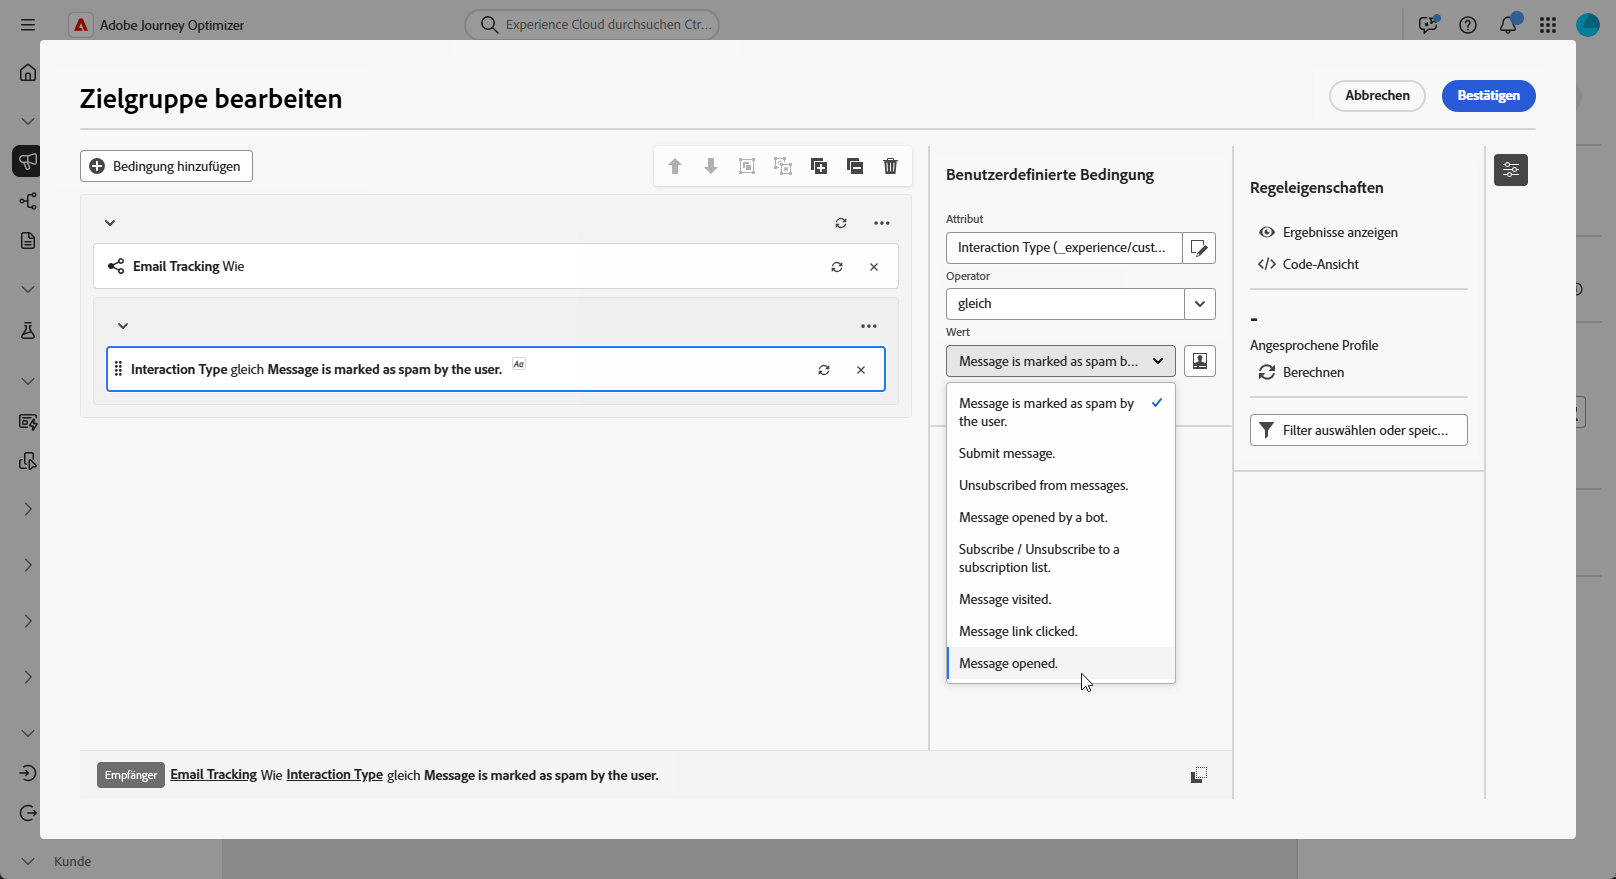 Adobe Journey Optimizer
Experience Cloud durchsuchen Ctr...
Zielgruppe bearbeiten
Abbrechen
Bestätigen
Bedingung hinzufügen
Email Tracking Wie
Interaction Type gleich Message is marked as spam by the user.
Benutzerdefinierte Bedingung
Attribut
Interaction Type (_experience/cust...
Operator
gleich
Wert
Message is marked as spam b...
Message is marked as spam by
the user.
Submit message.
Unsubscribed from messages.
Message opened by a bot.
Subscribe / Unsubscribe to a
subscription list.
Message visited.
Message link clicked.
Message opened.
Regeleigenschaften
Ergebnisse anzeigen
Code-Ansicht
-
Angesprochene Profile
Berechnen
Filter auswählen oder speic...
Empfänger Email Tracking Wie Interaction Type gleich Message is marked as spam by the user.
Kunde